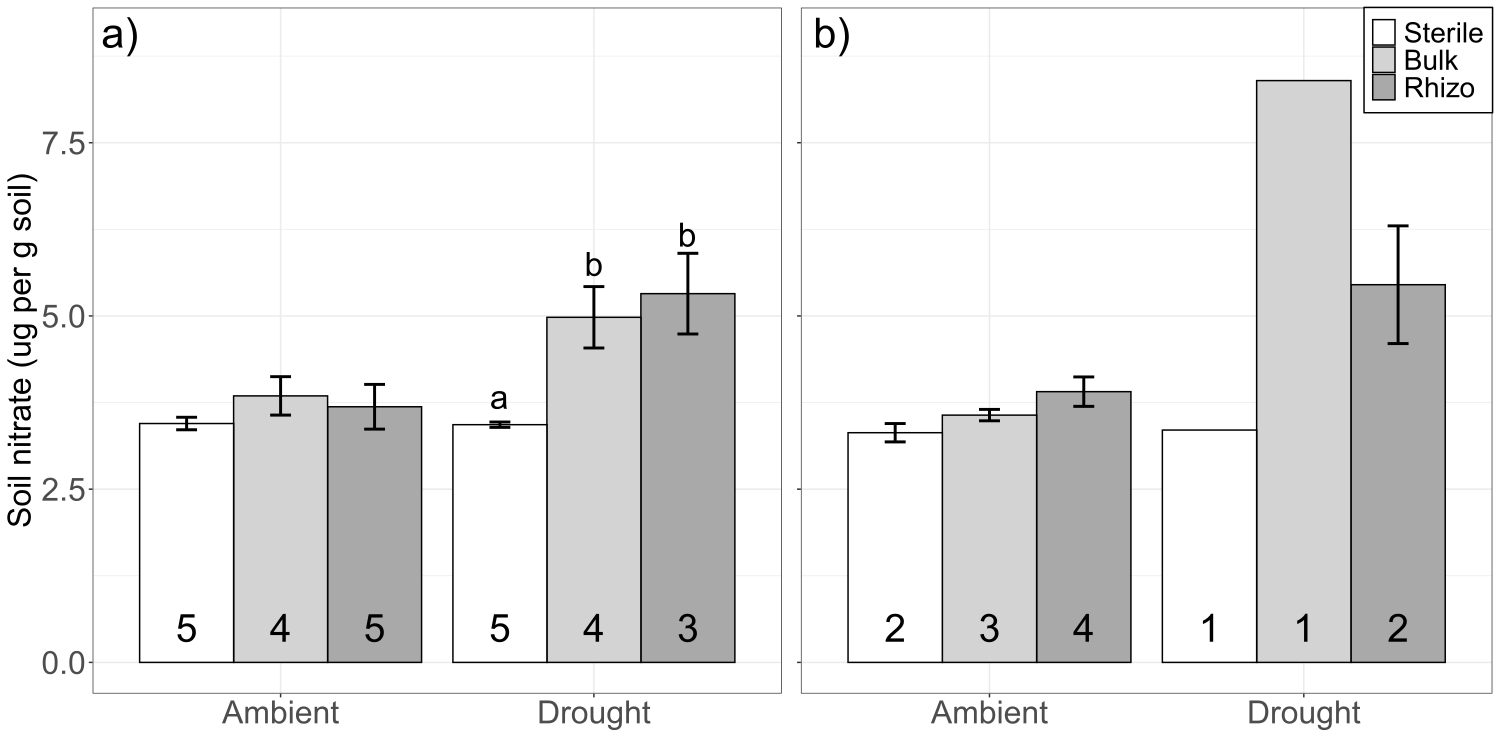 a)
b)
Sterile
Bulk
Rhizo
Soil nitrate (ug per g soil)
7.5
5.0
2.5
0.0
a
b
b
5 4 5 5 4 3
2 3 4 1 1 2
Ambient Drought
Ambient Drought